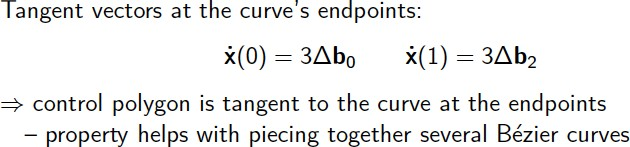 Tangent vectors at the curve's endpoints:
ẋ(0) = 3Δb₀ ẋ(1) = 3Δb₂
⇒ control polygon is tangent to the curve at the endpoints
– property helps with piecing together several Bézier curves